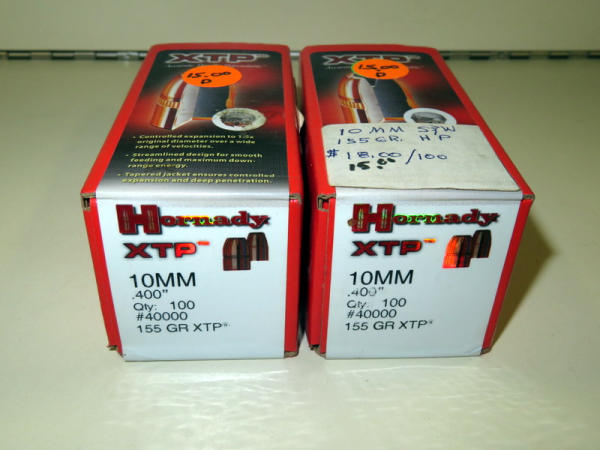 XTP®
15.00
D
• Controlled expansion to 1.5x
original diameter over a wide
range of velocities.
• Streamlined design for smooth
feeding and maximum down-
range energy.
• Tapered jacket ensures controlled
expansion and deep penetration.
Hornady
XTP™
10MM
.400"
Qty: 100
#40000
155 GR XTP®
XTP®
15.00
D
10 MM S&W
155 GR. HP
$18.00/100
15.00
Hornady
XTP™
10MM
.400"
Qty: 100
#40000
155 GR XTP®